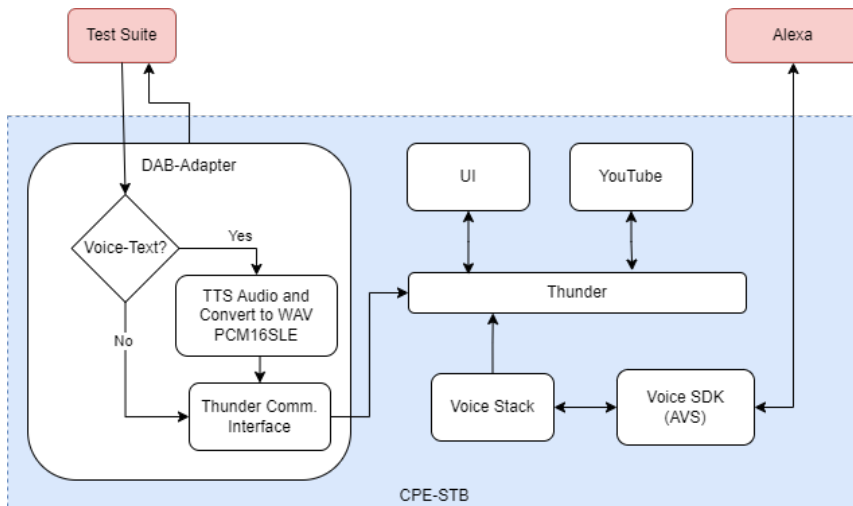 Test Suite
Alexa
DAB-Adapter
UI
YouTube
Voice-Text?
Yes
TTS Audio and
Convert to WAV
PCM16SLE
Thunder
No
Thunder Comm.
Interface
Voice Stack
Voice SDK
(AVS)
CPE-STB